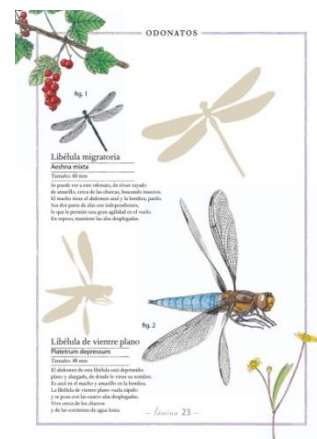 ODONATOS
fig. 1
Libélula migratoria
Aeshna mixta
Tamaño: 60 mm
Se puede ver a este odonato, de tórax rayado
de amarillo, cerca de las charcas, buscando insectos.
El macho tiene el abdomen azul y la hembra, pardo.
Sus dos pares de alas son independientes,
lo que le permite una gran agilidad en el vuelo.
En reposo, mantiene las alas desplegadas.
fig. 2
Libélula de vientre plano
Platetrum depressum
Tamaño: 48 mm
El abdomen de esta libélula está deprimido:
plano y alargado, de donde le viene su nombre.
Es azul en el macho y amarillo en la hembra.
La libélula de vientre plano vuela rápido
y se posa con las cuatro alas desplegadas.
Vive cerca de los charcos
y de las corrientes de agua lenta.
lámina 23